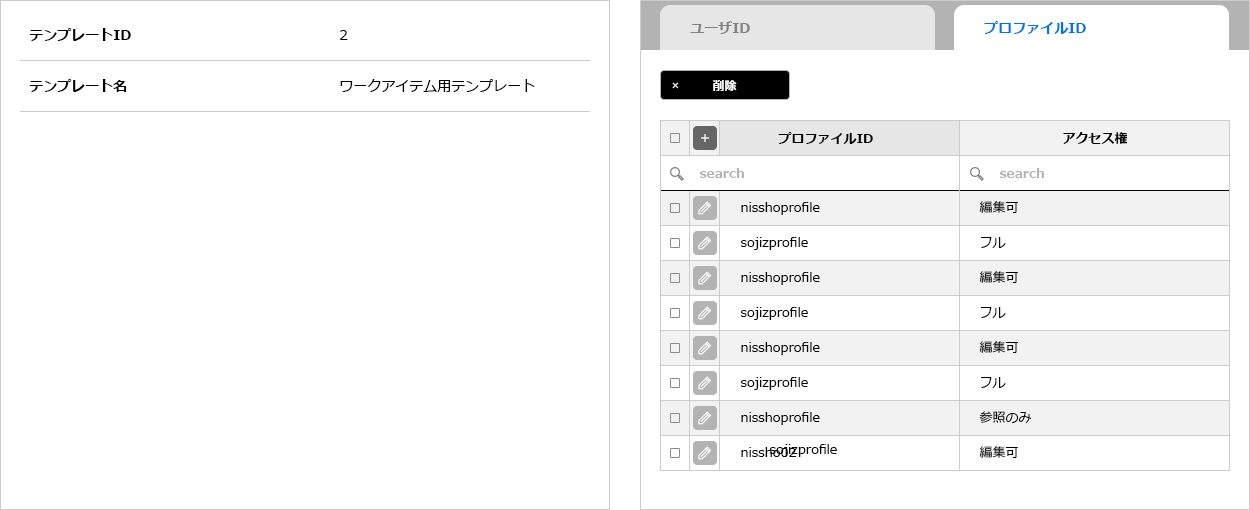 テンプレートID 2
テンプレート名 ワークアイテム用テンプレート
ユーザID プロファイルID
× 削除
+ プロファイルID アクセス権
search search
nisshoprofile 編集可
sojizprofile フル
nisshoprofile 編集可
sojizprofile フル
nisshoprofile 編集可
sojizprofile フル
nisshoprofile 参照のみ
sojizprofile
nissho02 編集可